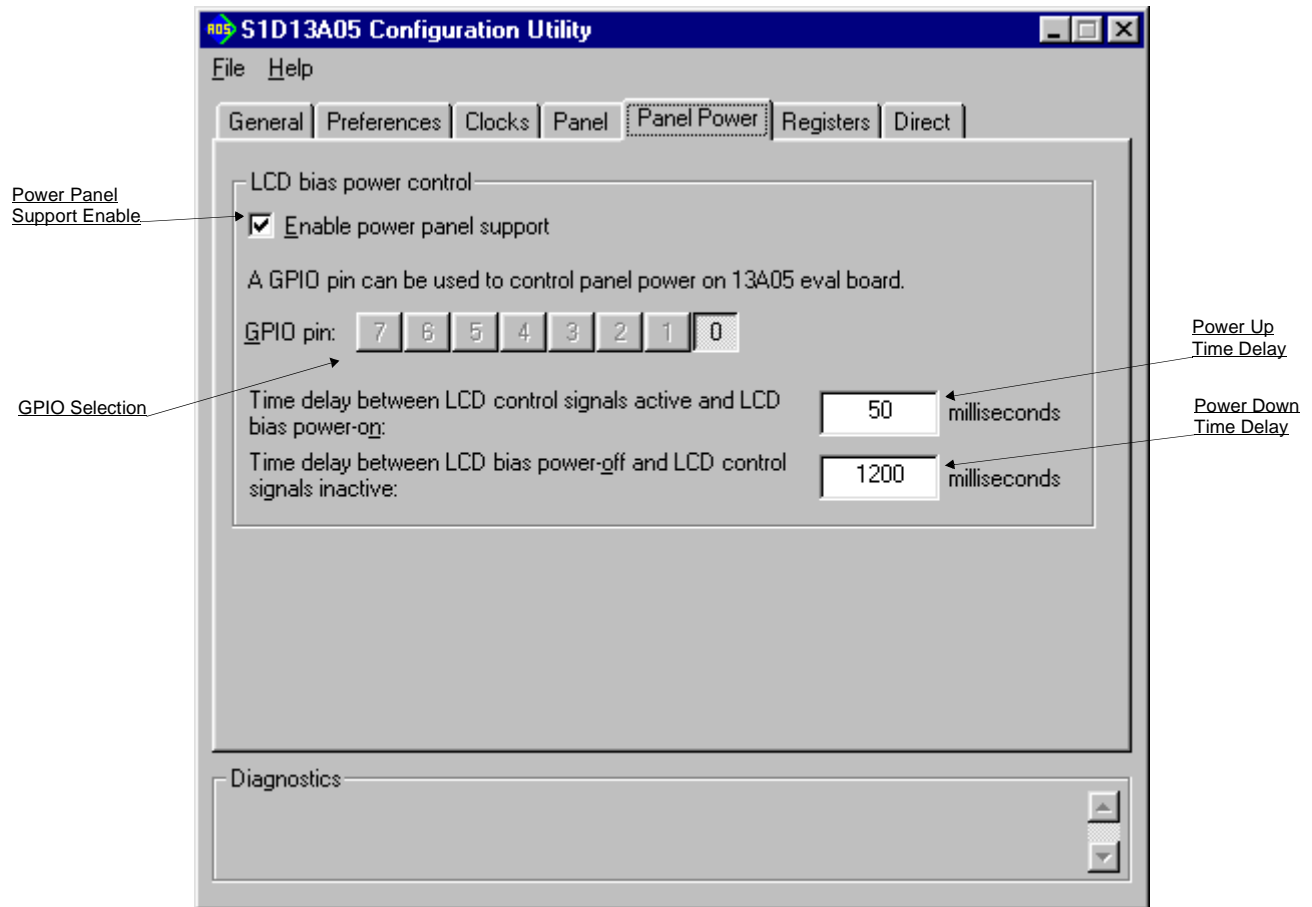 A05 S1D13A05 Configuration Utility
File Help
General Preferences Clocks Panel Panel Power Registers Direct
LCD bias power control
Power Panel
Support Enable
Enable power panel support
A GPIO pin can be used to control panel power on 13A05 eval board.
GPIO pin: 7 6 5 4 3 2 1 0
Power Up
Time Delay
GPIO Selection
Time delay between LCD control signals active and LCD
bias power-on:
50 milliseconds
Power Down
Time Delay
Time delay between LCD bias power-off and LCD control
signals inactive:
1200 milliseconds
Diagnostics